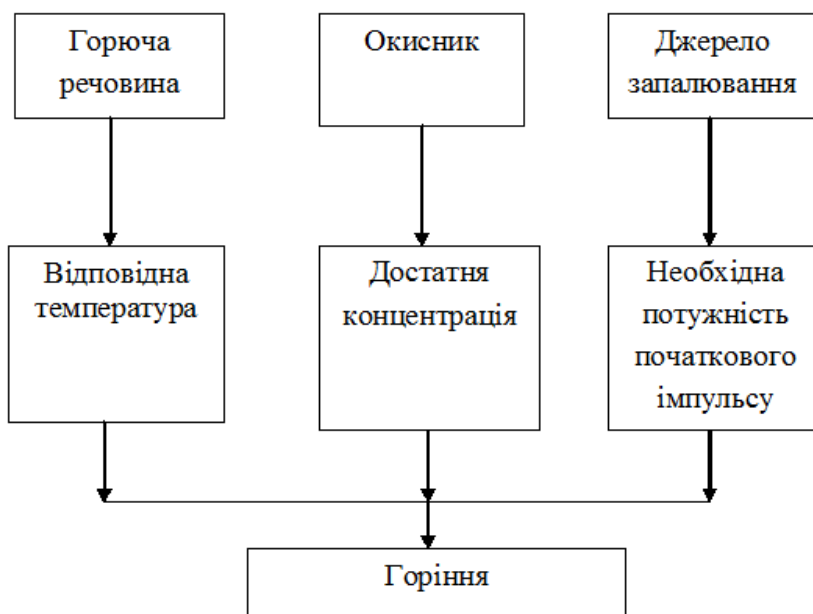 Горюча
речовина
Окисник
Джерело
запалювання
Відповідна
температура
Достатня
концентрація
Необхідна
потужність
початкового
імпульсу
Горіння